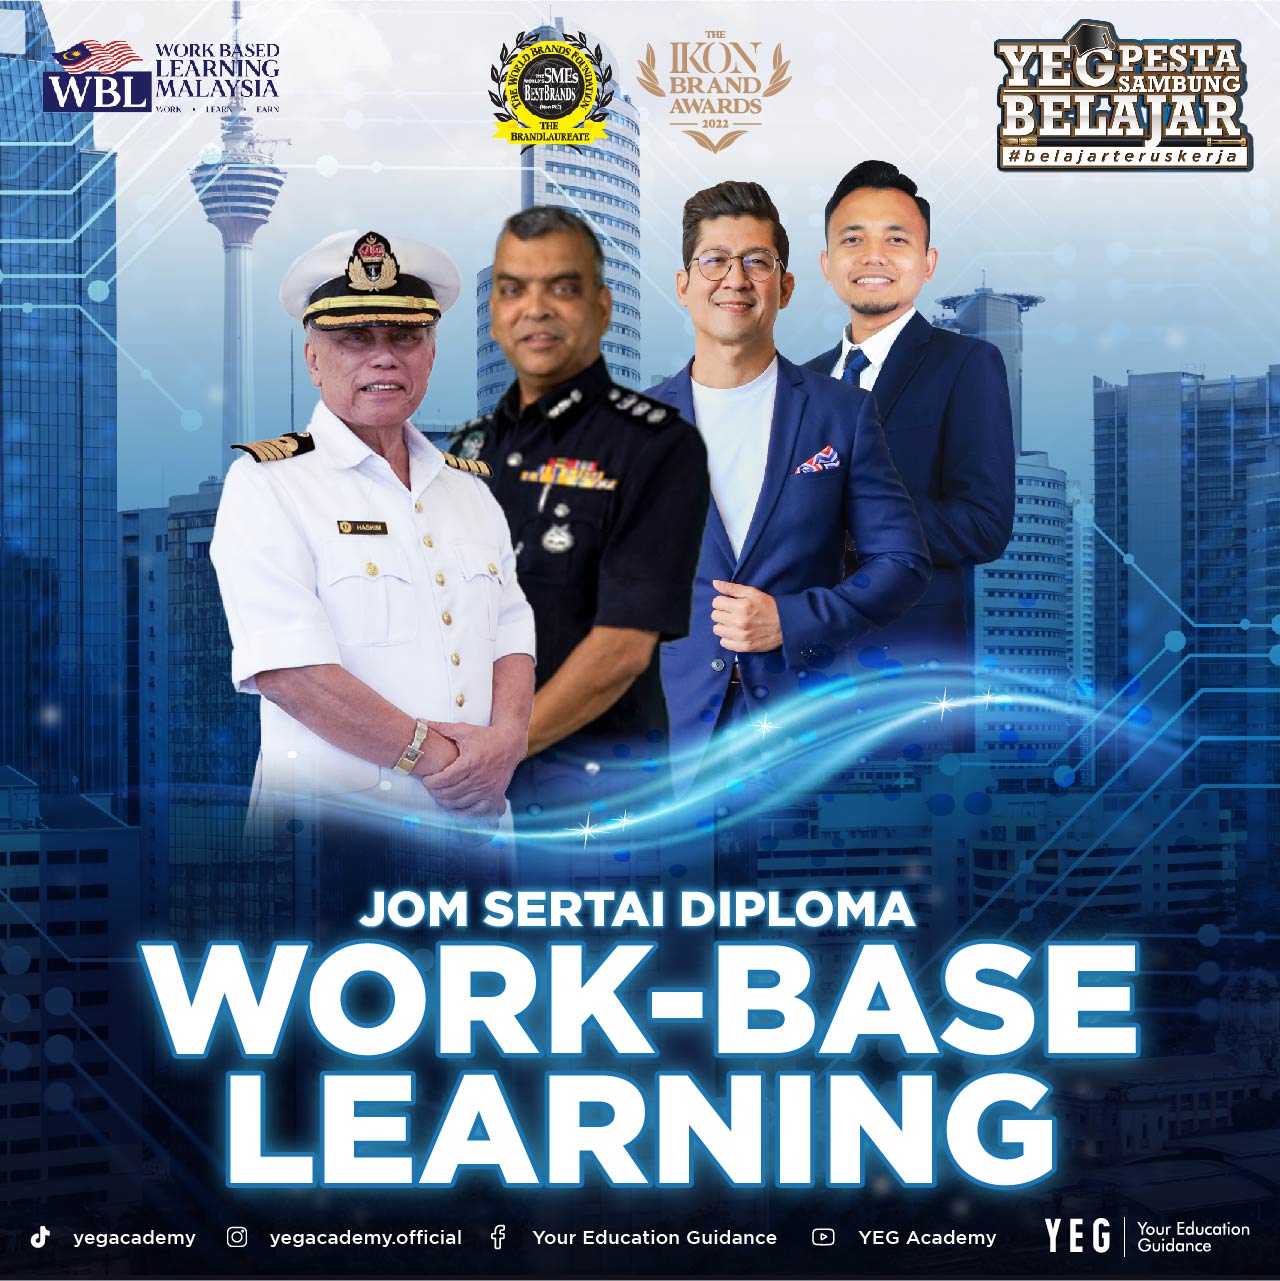 WBL
WORK BASED
LEARNING
MALAYSIA
WORK • LEARN • EARN
THE WORLD BRANDS FOUNDATION
THE WORLD'S SMEs
BESTBRANDS
THE
BRANDLAUREATE
THE
IKON
BRAND
AWARDS
2022
YEG PESTA
SAMBUNG
BELAJAR
#belajarteruskerja
HASHIM
JOM SERTAI DIPLOMA
WORK-BASE
LEARNING
yegacademy
yegacademy.official
Your Education Guidance
YEG Academy
YEG
Your Education
Guidance